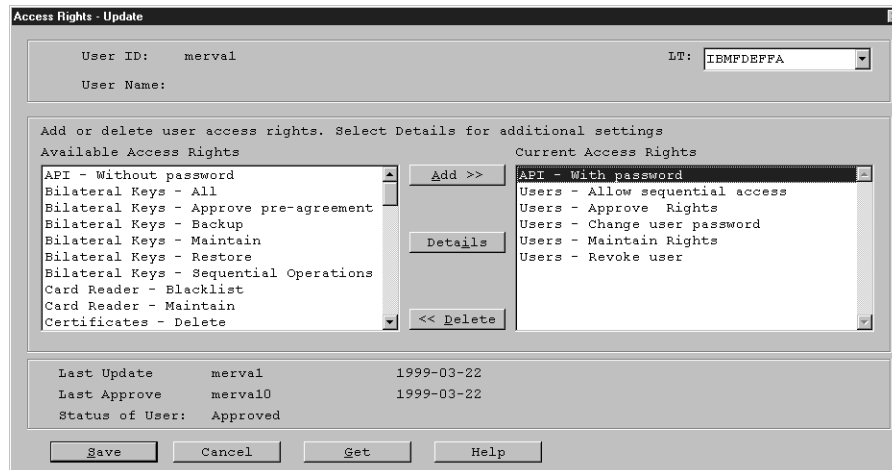 Access Rights - Update
User ID: merva1 LT: IBMFDEFFA
User Name:
Add or delete user access rights. Select Details for additional settings
Available Access Rights Current Access Rights
API - Without password
Bilateral Keys - All
Bilateral Keys - Approve pre-agreement
Bilateral Keys - Backup
Bilateral Keys - Maintain
Bilateral Keys - Restore
Bilateral Keys - Sequential Operations
Card Reader - Blacklist
Card Reader - Maintain
Certificates - Delete
Add >>
Details
<< Delete
API - With password
Users - Allow sequential access
Users - Approve  Rights
Users - Change user password
Users - Maintain Rights
Users - Revoke user
Last Update merva1 1999-03-22
Last Approve merva10 1999-03-22
Status of User: Approved
Save Cancel Get Help